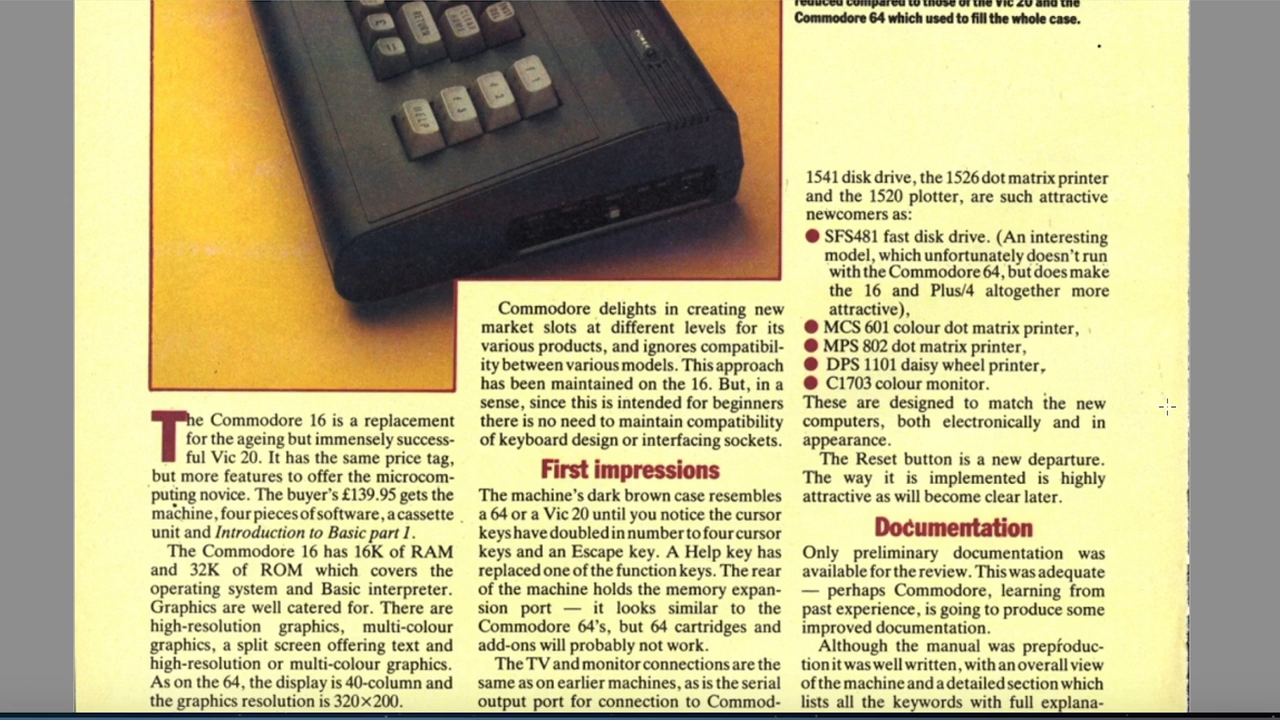 reduced compared to those of the Vic 20 and the
Commodore 64 which used to fill the whole case.
£
=
RETURN
CLEAR
HOME
INST
DEL
POWER
HELP
f 3
f 2
f 1
The Commodore 16 is a replacement
for the ageing but immensely success-
ful Vic 20. It has the same price tag,
but more features to offer the microcom-
puting novice. The buyer's £139.95 gets the
machine, four pieces of software, a cassette
unit and Introduction to Basic part 1.
The Commodore 16 has 16K of RAM
and 32K of ROM which covers the
operating system and Basic interpreter.
Graphics are well catered for. There are
high-resolution graphics, multi-colour
graphics, a split screen offering text and
high-resolution or multi-colour graphics.
As on the 64, the display is 40-column and
the graphics resolution is 320×200.
Commodore delights in creating new
market slots at different levels for its
various products, and ignores compatibil-
ity between various models. This approach
has been maintained on the 16. But, in a
sense, since this is intended for beginners
there is no need to maintain compatibility
of keyboard design or interfacing sockets.
First impressions
The machine's dark brown case resembles
a 64 or a Vic 20 until you notice the cursor
keys have doubled in number to four cursor
keys and an Escape key. A Help key has
replaced one of the function keys. The rear
of the machine holds the memory expan-
sion port — it looks similar to the
Commodore 64's, but 64 cartridges and
add-ons will probably not work.
The TV and monitor connections are the
same as on earlier machines, as is the serial
output port for connection to Commod-
1541 disk drive, the 1526 dot matrix printer
and the 1520 plotter, are such attractive
newcomers as:
● SFS481 fast disk drive. (An interesting
model, which unfortunately doesn't run
with the Commodore 64, but does make
the 16 and Plus/4 altogether more
attractive),
● MCS 601 colour dot matrix printer,
● MPS 802 dot matrix printer,
● DPS 1101 daisy wheel printer,
● C1703 colour monitor.
These are designed to match the new
computers, both electronically and in
appearance.
The Reset button is a new departure.
The way it is implemented is highly
attractive as will become clear later.
Documentation
Only preliminary documentation was
available for the review. This was adequate
— perhaps Commodore, learning from
past experience, is going to produce some
improved documentation.
Although the manual was preproduc-
tion it was well written, with an overall view
of the machine and a detailed section which
lists all the keywords with full explana-